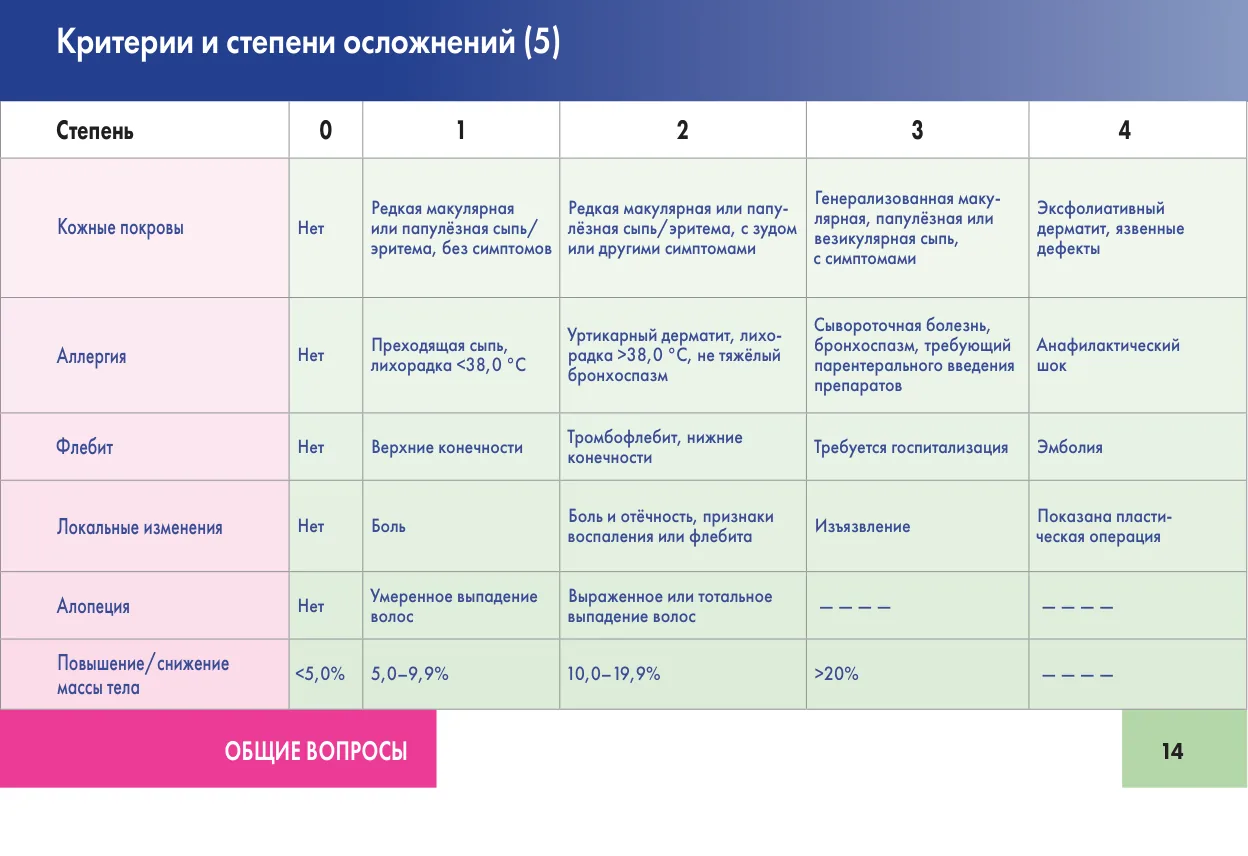 Критерии и степени осложнений (5)
Степень 0 1 2 3 4
Кожные покровы
Нет
Редкая макулярная
или папулёзная сыпь/
эритема, без симптомов
Редкая макулярная или папу-
лёзная сыпь/эритема, с зудом
или другими симптомами
Генерализованная маку-
лярная, папулёзная или
везикулярная сыпь,
с симптомами
Эксфолиативный
дерматит, язвенные
дефекты
Аллергия
Нет
Преходящая сыпь,
лихорадка <38,0 °С
Уртикарный дерматит, лихо-
радка >38,0 °С, не тяжёлый
бронхоспазм
Сывороточная болезнь,
бронхоспазм, требующий
парентерального введения
препаратов
Анафилактический
шок
Флебит
Нет
Верхние конечности
Тромбофлебит, нижние
конечности
Требуется госпитализация
Эмболия
Локальные изменения
Нет
Боль
Боль и отёчность, признаки
воспаления или флебита
Изъязвление
Показана пласти-
ческая операция
Алопеция
Нет
Умеренное выпадение
волос
Выраженное или тотальное
выпадение волос
– – – –
– – – –
Повышение/снижение
массы тела
<5,0%
5,0–9,9%
10,0–19,9%
>20%
– – – –
ОБЩИЕ ВОПРОСЫ
14